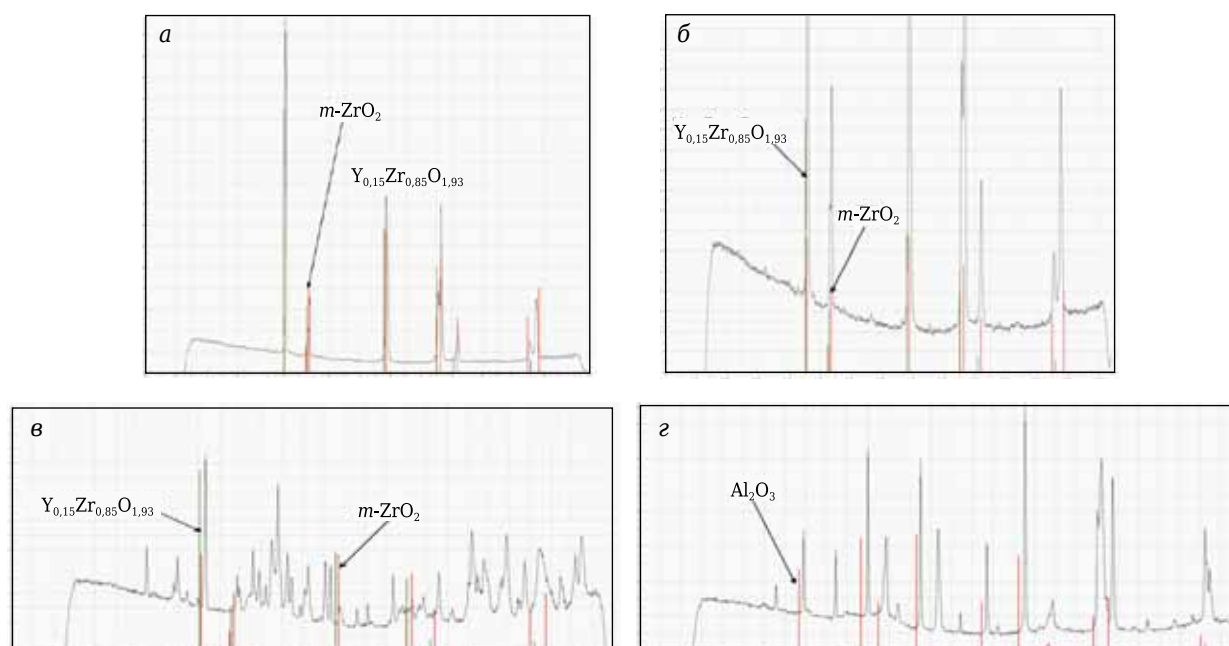 а
m-ZrO₂
Y₀,₁₅Zr₀,₈₅O₁,₉₃
б
Y₀,₁₅Zr₀,₈₅O₁,₉₃
m-ZrO₂
в
Y₀,₁₅Zr₀,₈₅O₁,₉₃
m-ZrO₂
г
Al₂O₃